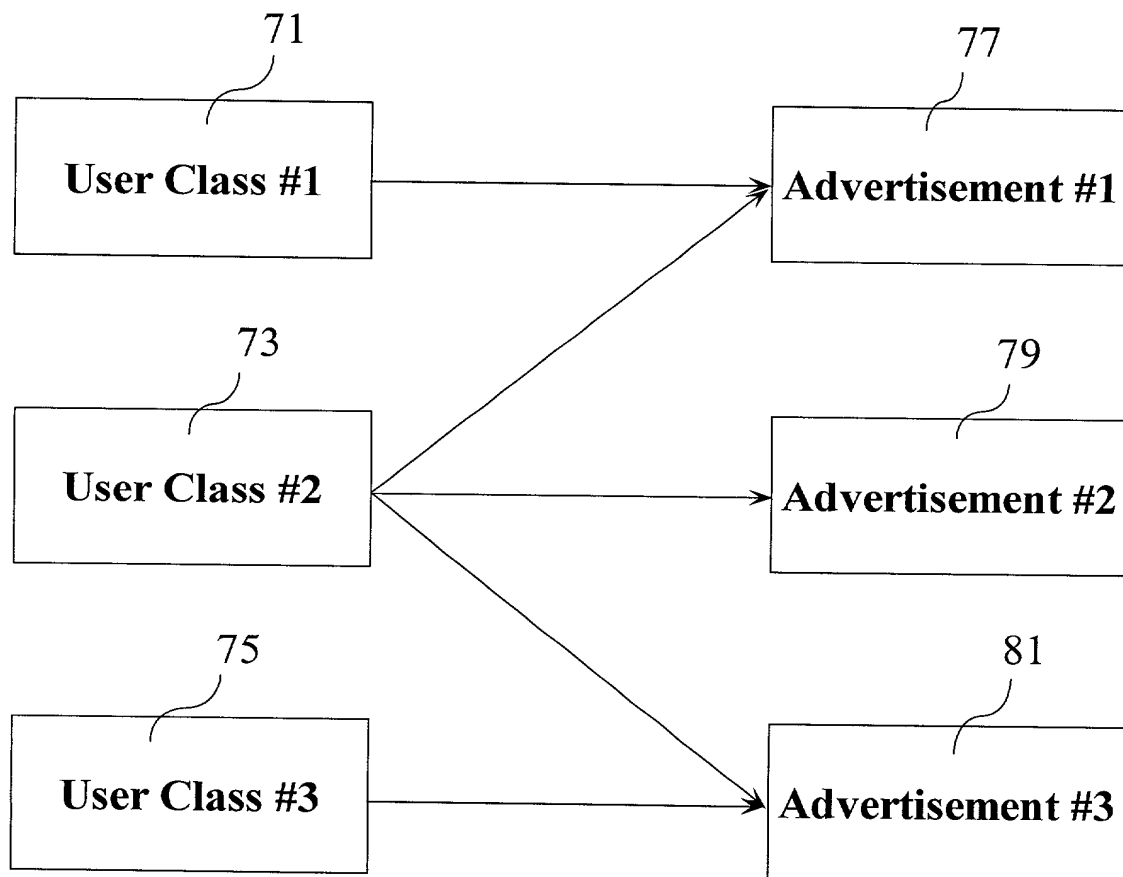 71
77
User Class #1
Advertisement #1
73
79
User Class #2
Advertisement #2
75
81
User Class #3
Advertisement #3